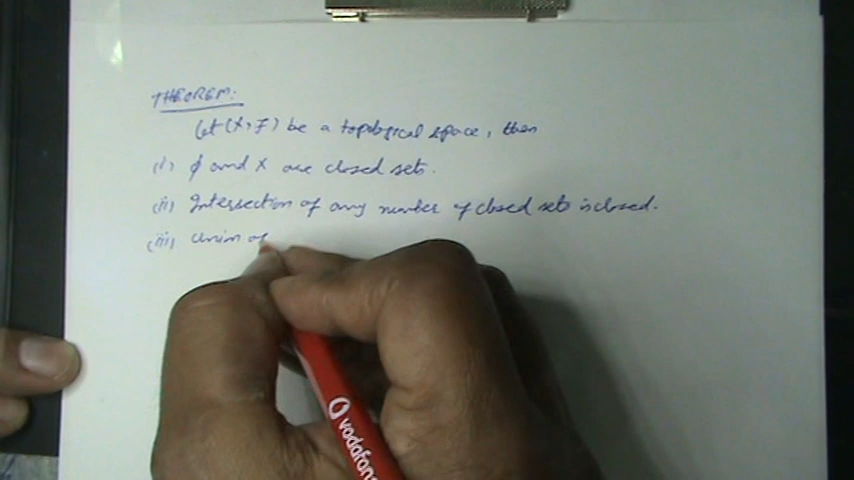 THEOREM:
Let (X, T) be a topological space, then
(i) φ and X are closed sets.
(ii) Intersection of any number of closed sets is closed.
(iii) Union of
vodafone